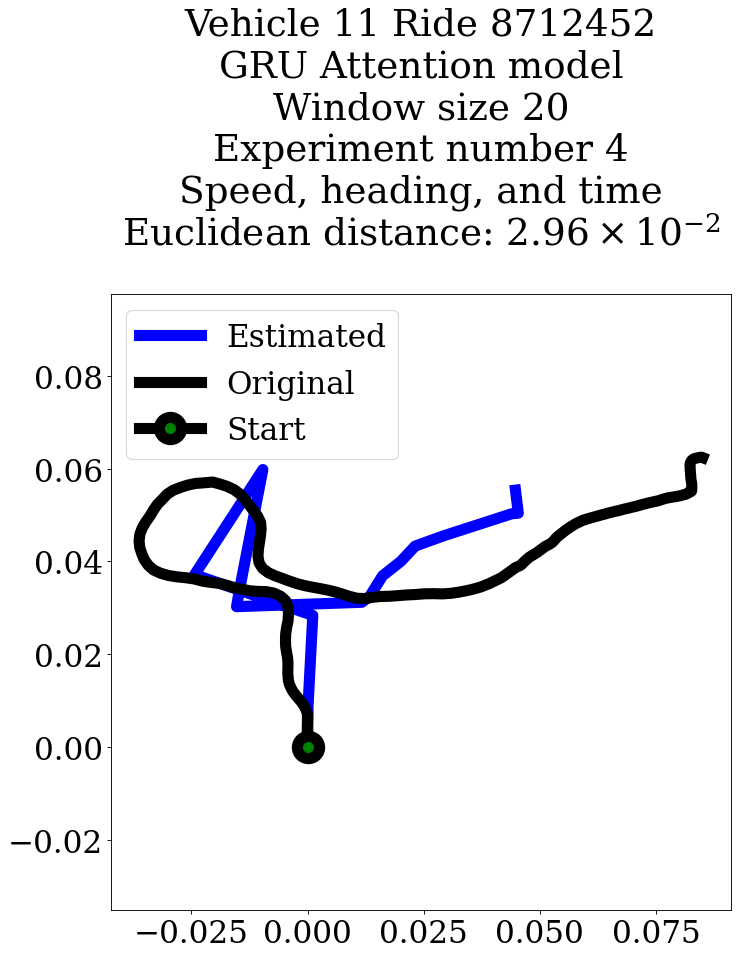 Vehicle 11 Ride 8712452
GRU Attention model
Window size 20
Experiment number 4
Speed, heading, and time
Euclidean distance: 2.96 × 10⁻²
Estimated
Original
Start
0.08
0.06
0.04
0.02
0.00
−0.02
−0.025 0.000 0.025 0.050 0.075